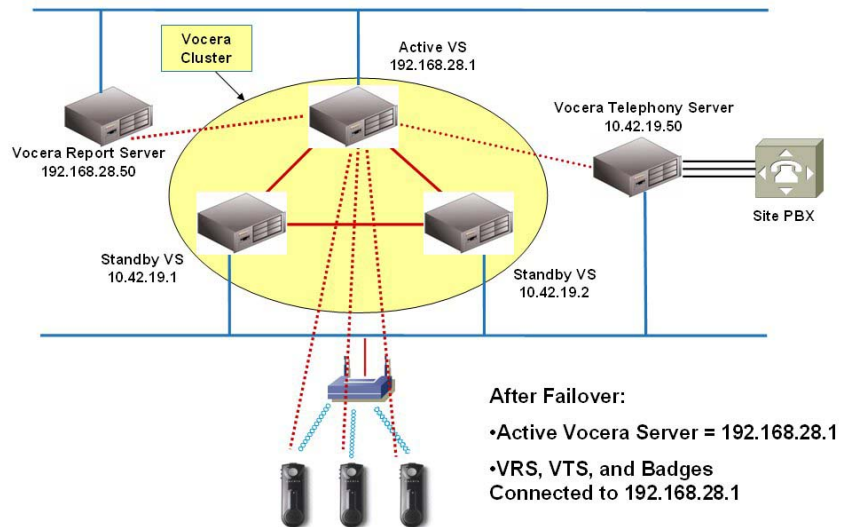 Vocera
Cluster
Active VS
192.168.28.1
Vocera Telephony Server
10.42.19.50
Vocera Report Server
192.168.28.50
Site PBX
Standby VS
10.42.19.1
Standby VS
10.42.19.2
After Failover:
•Active Vocera Server = 192.168.28.1
•VRS, VTS, and Badges
Connected to 192.168.28.1